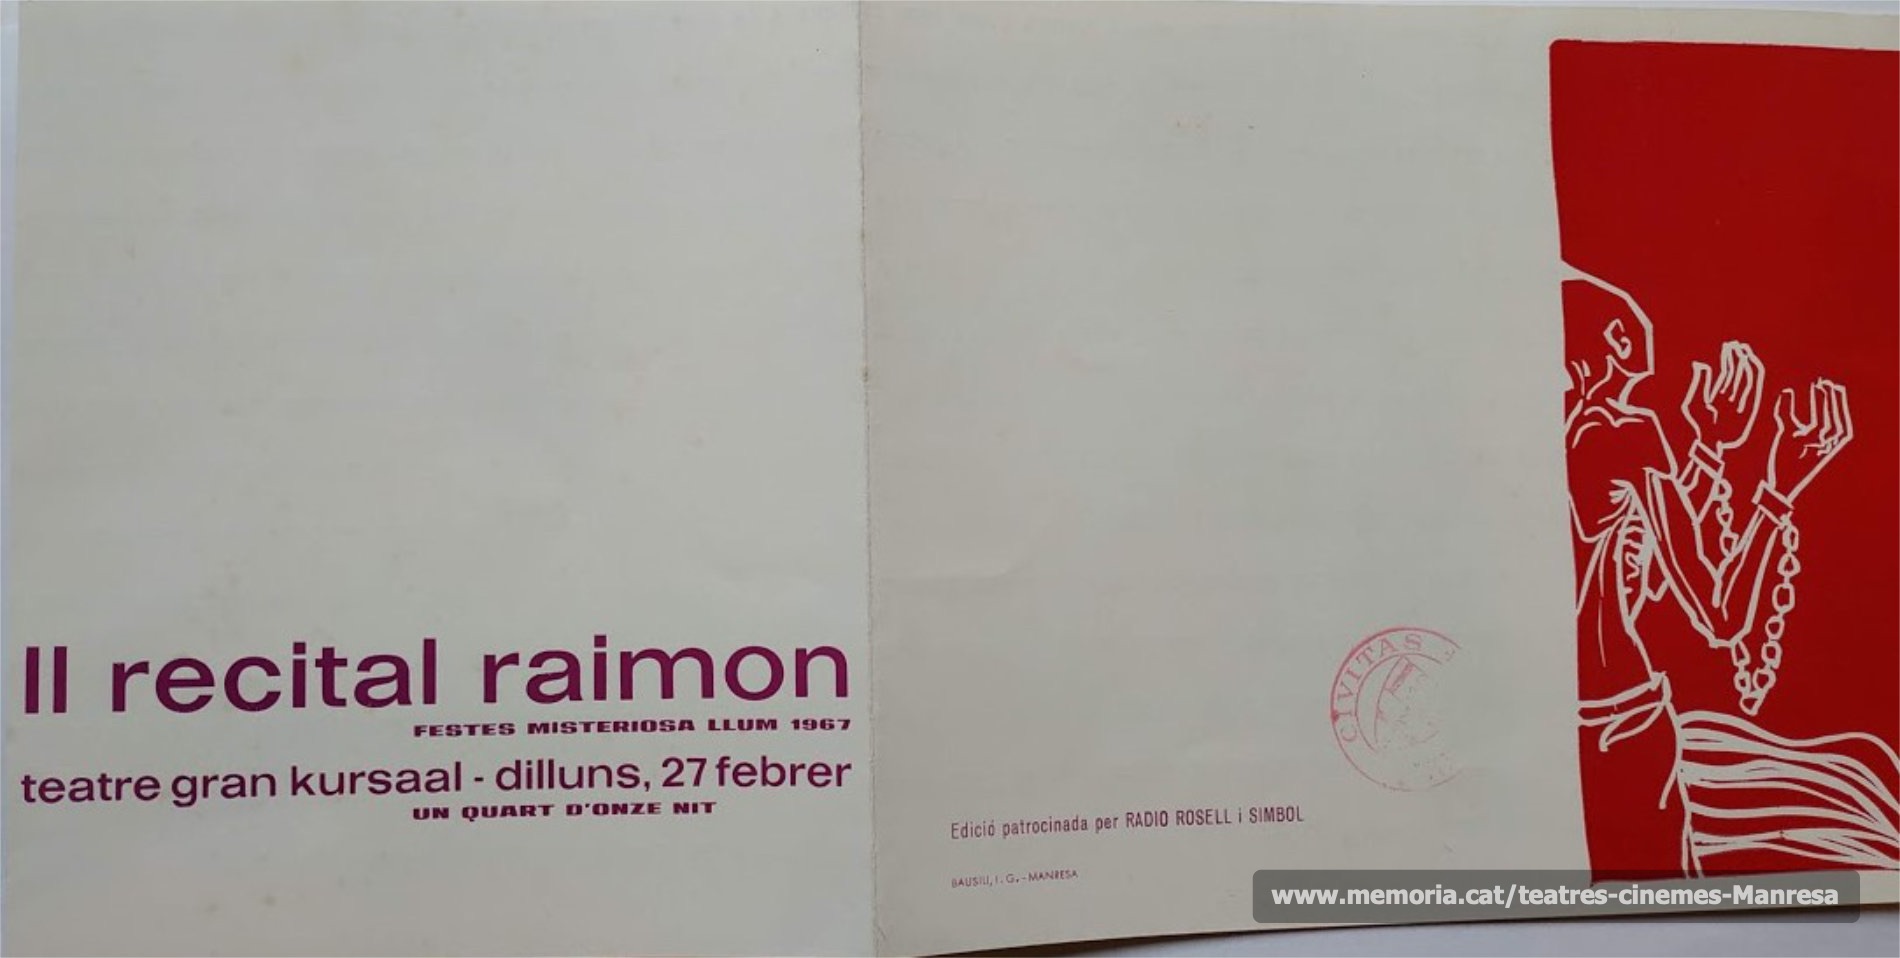 II recital raimon
FESTES MISTERIOSA LLUM 1967
teatre gran kursaal - dilluns, 27 febrer
UN QUART D'ONZE NIT
CIVITAS
Edició patrocinada per RADIO ROSELL i SIMBOL
BAUSILI, I. G. - MANRESA
www.memoria.cat/teatres-cinemes-Manresa